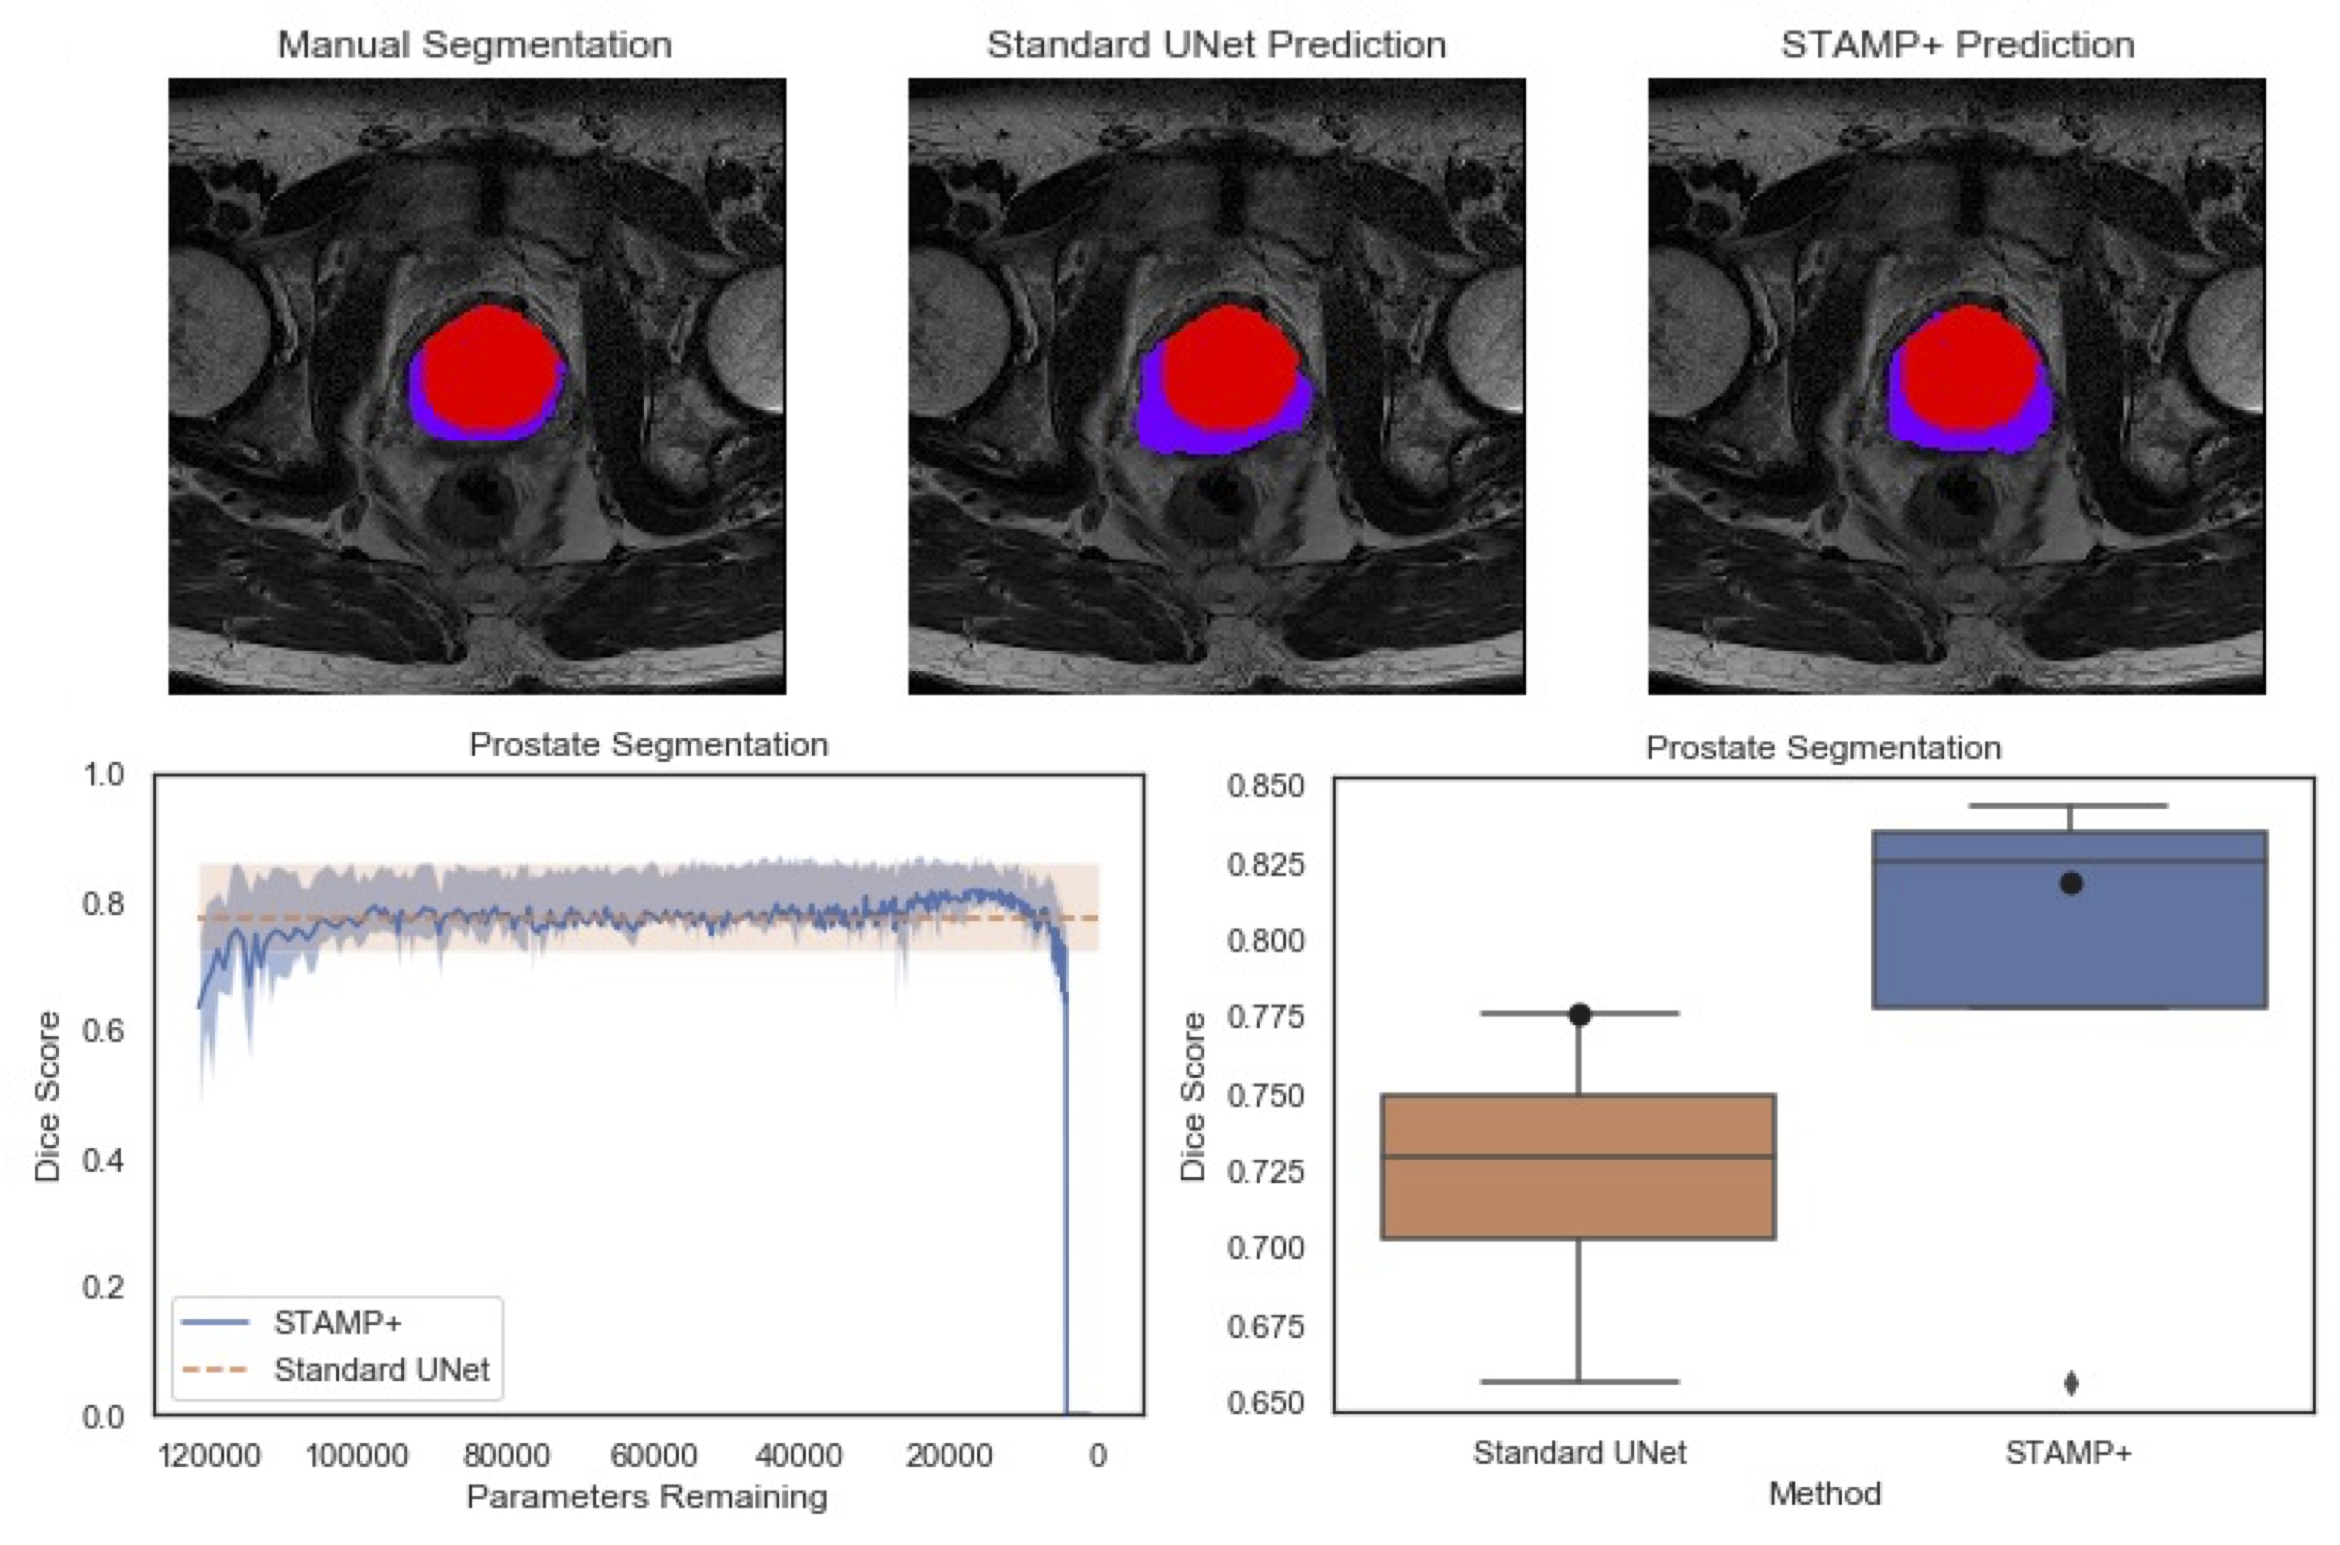 Manual Segmentation
Standard UNet Prediction
STAMP+ Prediction
Prostate Segmentation
1.0
0.8
0.6
0.4
0.2
0.0
Dice Score
STAMP+
Standard UNet
120000 100000 80000 60000 40000 20000 0
Parameters Remaining
Prostate Segmentation
0.850
0.825
0.800
0.775
0.750
0.725
0.700
0.675
0.650
Dice Score
Standard UNet STAMP+
Method